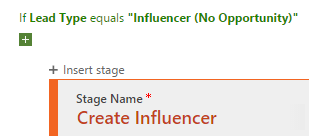 If Lead Type equals "Influencer (No Opportunity)"
+
+ Insert stage
Stage Name *
Create Influencer